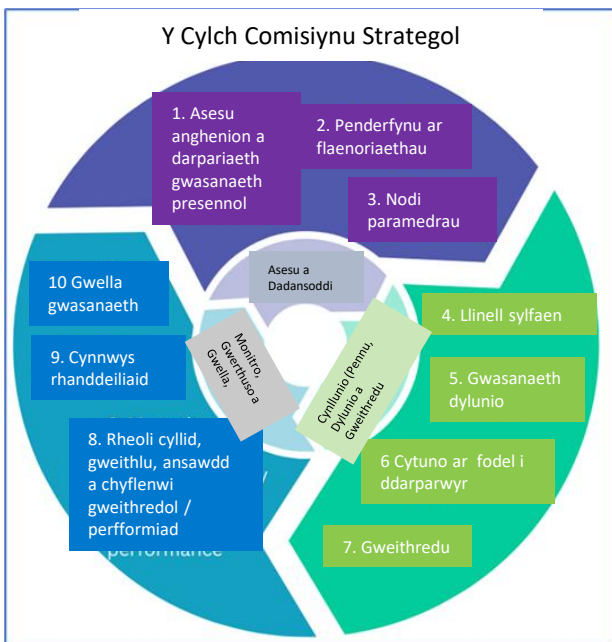 Y Cylch Comisiynu Strategol
1. Asesu
anghenion a
darpariaeth
gwasanaeth
presennol
2. Penderfynu ar
flaenoriaethau
3. Nodi
paramedrau
Asesu a
Dadansoddi
4. Llinell sylfaen
5. Gwasanaeth
dylunio
6 Cytuno ar fodel i
ddarparwyr
7. Gweithredu
Cynllunio (Pennu,
Dylunio a
Gweithredu
8. Rheoli cyllid,
gweithlu, ansawdd
a chyflenwi
gweithredol /
perfformiad
/
performance
9. Cynnwys
rhanddeiliaid
10 Gwella
gwasanaeth
Monitro,
Gwerthuso a
Gwella,